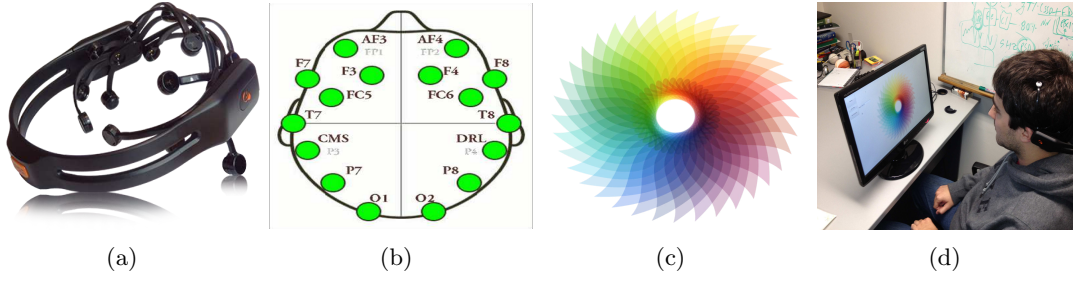 AF3 AF4
FP1 FP2
F7 F3 F4 F8
FC5 FC6
T7 T8
CMS DRL
P3 P4
P7 P8
O1 O2
(a) (b) (c) (d)